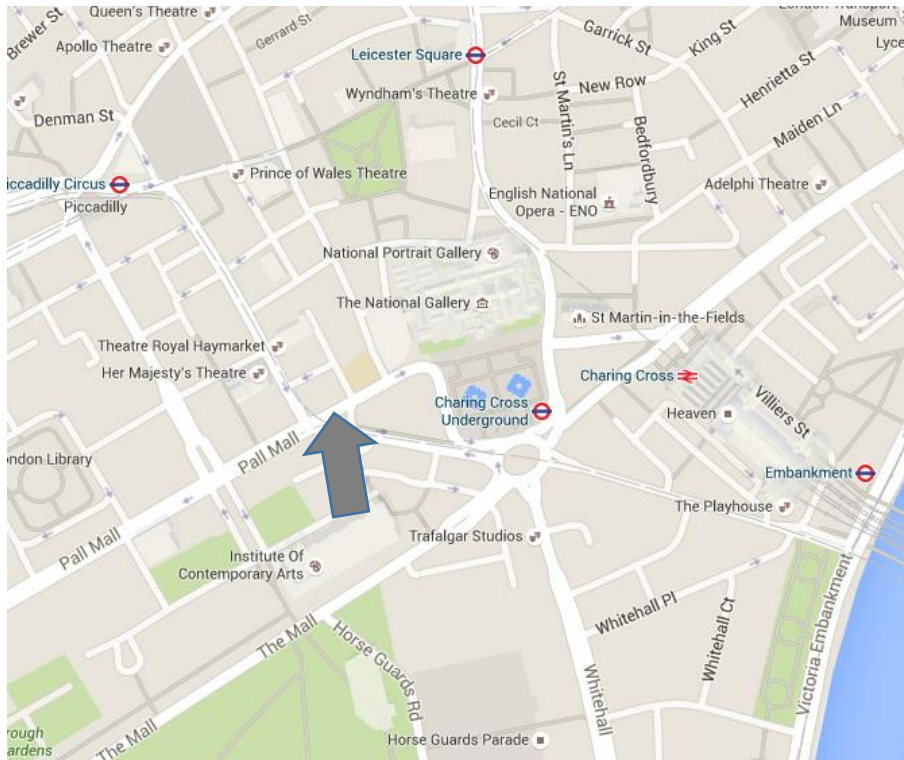 Queen's Theatre
Brewer St
Apollo Theatre
Gerrard St
Leicester Square
Garrick St
King St
London Transport
Museum
Lyce
Wyndham's Theatre
New Row
Henrietta St
Denman St
St Martin's Ln
Cecil Ct
Bedfordbury
Maiden Ln
iccadilly Circus
Piccadilly
Prince of Wales Theatre
English National
Opera - ENO
Adelphi Theatre
National Portrait Gallery
The National Gallery
St Martin-in-the-Fields
Theatre Royal Haymarket
Her Majesty's Theatre
Charing Cross
Charing Cross
Underground
Heaven
Villiers St
ondon Library
Pall Mall
Embankment
The Playhouse
Pall Mall
Trafalgar Studios
Institute Of
Contemporary Arts
Whitehall Pl
Whitehall Ct
Victoria Embankment
The Mall
Horse Guards Rd
Whitehall
The Mall
rough
ardens
Horse Guards Parade